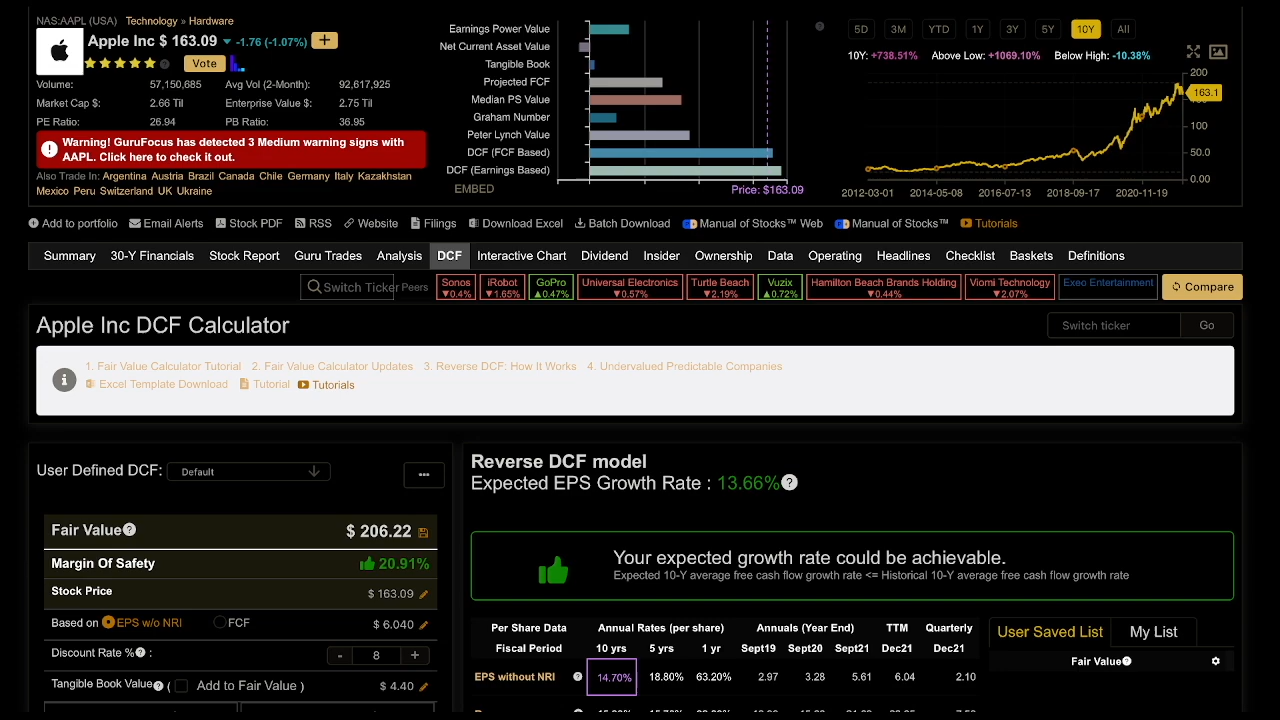 NAS:AAPL (USA) Technology » Hardware
Apple Inc $ 163.09 -1.76 (-1.07%) +
Vote
Volume: 57,150,685 Avg Vol (2-Month): 92,617,925
Market Cap $: 2.66 Til Enterprise Value $: 2.75 Til
PE Ratio: 26.94 PB Ratio: 36.95
Warning! GuruFocus has detected 3 Medium warning signs with
AAPL. Click here to check it out.
Also Trade In: Argentina Austria Brazil Canada Chile Germany Italy Kazakhstan
Mexico Peru Switzerland UK Ukraine
Earnings Power Value
Net Current Asset Value
Tangible Book
Projected FCF
Median PS Value
Graham Number
Peter Lynch Value
DCF (FCF Based)
DCF (Earnings Based)
EMBED
Price: $163.09
5D 3M YTD 1Y 3Y 5Y 10Y All
10Y: +738.51% Above Low: +1069.10% Below High: -10.38%
200
163.1
100
50.0
0.00
2012-03-01 2014-05-08 2016-07-13 2018-09-17 2020-11-19
Add to portfolio Email Alerts Stock PDF RSS Website Filings Download Excel Batch Download Manual of Stocks™ Web Manual of Stocks™ Tutorials
Summary 30-Y Financials Stock Report Guru Trades Analysis DCF Interactive Chart Dividend Insider Ownership Data Operating Headlines Checklist Baskets Definitions
Switch Ticker Peers
Sonos ▼0.4% iRobot ▼1.65% GoPro ▲0.47% Universal Electronics ▼0.57% Turtle Beach ▼2.19% Vuzix ▲0.72% Hamilton Beach Brands Holding ▼0.44% Viomi Technology ▼2.07% Exeo Entertainment
Compare
Apple Inc DCF Calculator
Switch ticker Go
1. Fair Value Calculator Tutorial 2. Fair Value Calculator Updates 3. Reverse DCF: How It Works 4. Undervalued Predictable Companies
Excel Template Download Tutorial Tutorials
User Defined DCF: Default ...
Fair Value $ 206.22
Margin Of Safety 20.91%
Stock Price $ 163.09
Based on EPS w/o NRI FCF $ 6.040
Discount Rate % : - 8 +
Tangible Book Value ( Add to Fair Value ) $ 4.40
Reverse DCF model
Expected EPS Growth Rate : 13.66%
Your expected growth rate could be achievable.
Expected 10-Y average free cash flow growth rate <= Historical 10-Y average free cash flow growth rate
Per Share Data Annual Rates (per share) Annuals (Year End) TTM Quarterly
Fiscal Period 10 yrs 5 yrs 1 yr Sept19 Sept20 Sept21 Dec21 Dec21
EPS without NRI 14.70% 18.80% 63.20% 2.97 3.28 5.61 6.04 2.10
User Saved List My List
Fair Value